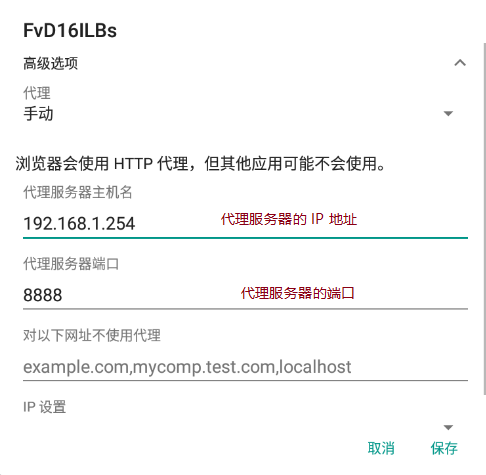 FvD16ILBs
高级选项
代理
手动
浏览器会使用 HTTP 代理，但其他应用可能不会使用。
代理服务器主机名
192.168.1.254 代理服务器的 IP 地址
代理服务器端口
8888 代理服务器的端口
对以下网址不使用代理
example.com,mycomp.test.com,localhost
IP 设置
取消 保存